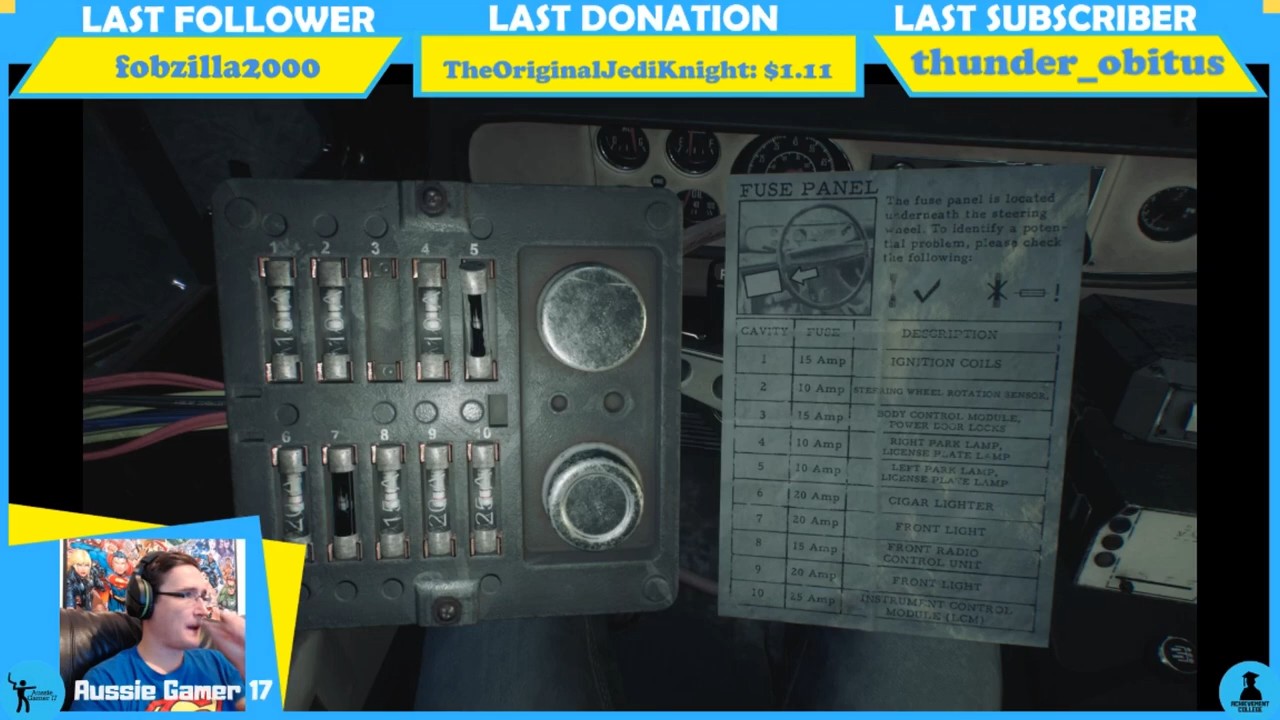 LAST FOLLOWER
fobzilla2000
LAST DONATION
TheOriginalJediKnight: $1.11
LAST SUBSCRIBER
thunder_obitus
1 2 3 4 5
6 7 8 9 10
FUSE PANEL
The fuse panel is located
underneath the steering
wheel. To identify a poten-
tial problem, please check
the following:
CAVITY FUSE DESCRIPTION
1 15 Amp IGNITION COILS
2 10 Amp STEERING WHEEL ROTATION SENSOR,
3 15 Amp BODY CONTROL MODULE,
POWER DOOR LOCKS
4 10 Amp RIGHT PARK LAMP,
LICENSE PLATE LAMP
5 10 Amp LEFT PARK LAMP,
LICENSE PLATE LAMP
6 20 Amp CIGAR LIGHTER
7 20 Amp FRONT LIGHT
8 15 Amp FRONT RADIO
CONTROL UNIT
9 20 Amp FRONT LIGHT
10 25 Amp INSTRUMENT CONTROL
MODULE (LCM)
Aussie Gamer 17
Aussie
Gamer 17
ACHIEVEMENT
COLLEGE